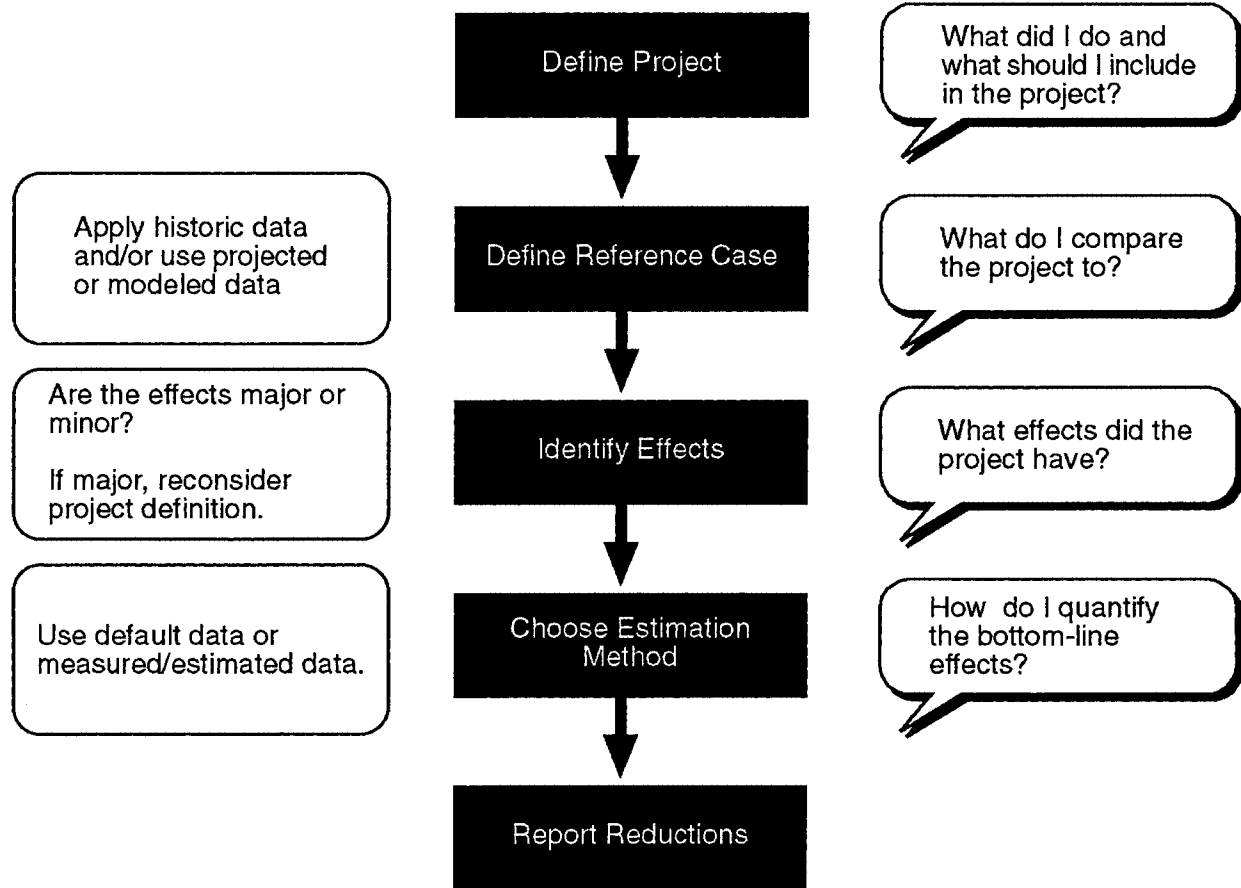 Define Project
What did I do and
what should I include
in the project?
Apply historic data
and/or use projected
or modeled data
Define Reference Case
What do I compare
the project to?
Are the effects major or
minor?
If major, reconsider
project definition.
Identify Effects
What effects did the
project have?
Use default data or
measured/estimated data.
Choose Estimation
Method
How do I quantify
the bottom-line
effects?
Report Reductions